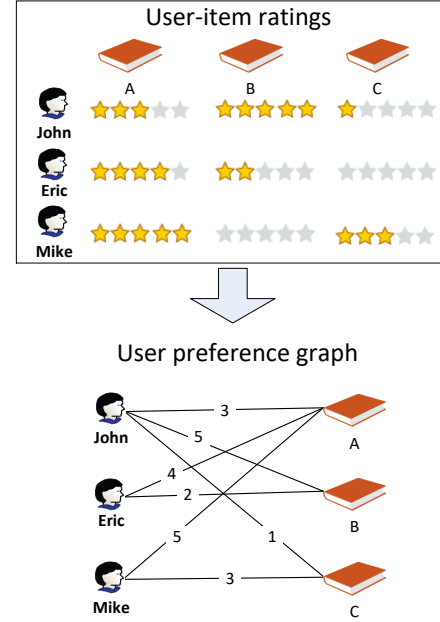 User-item ratings
A B C
John
Eric
Mike
User preference graph
3
John
A
5
4
2
Eric
B
5
1
3
Mike
C